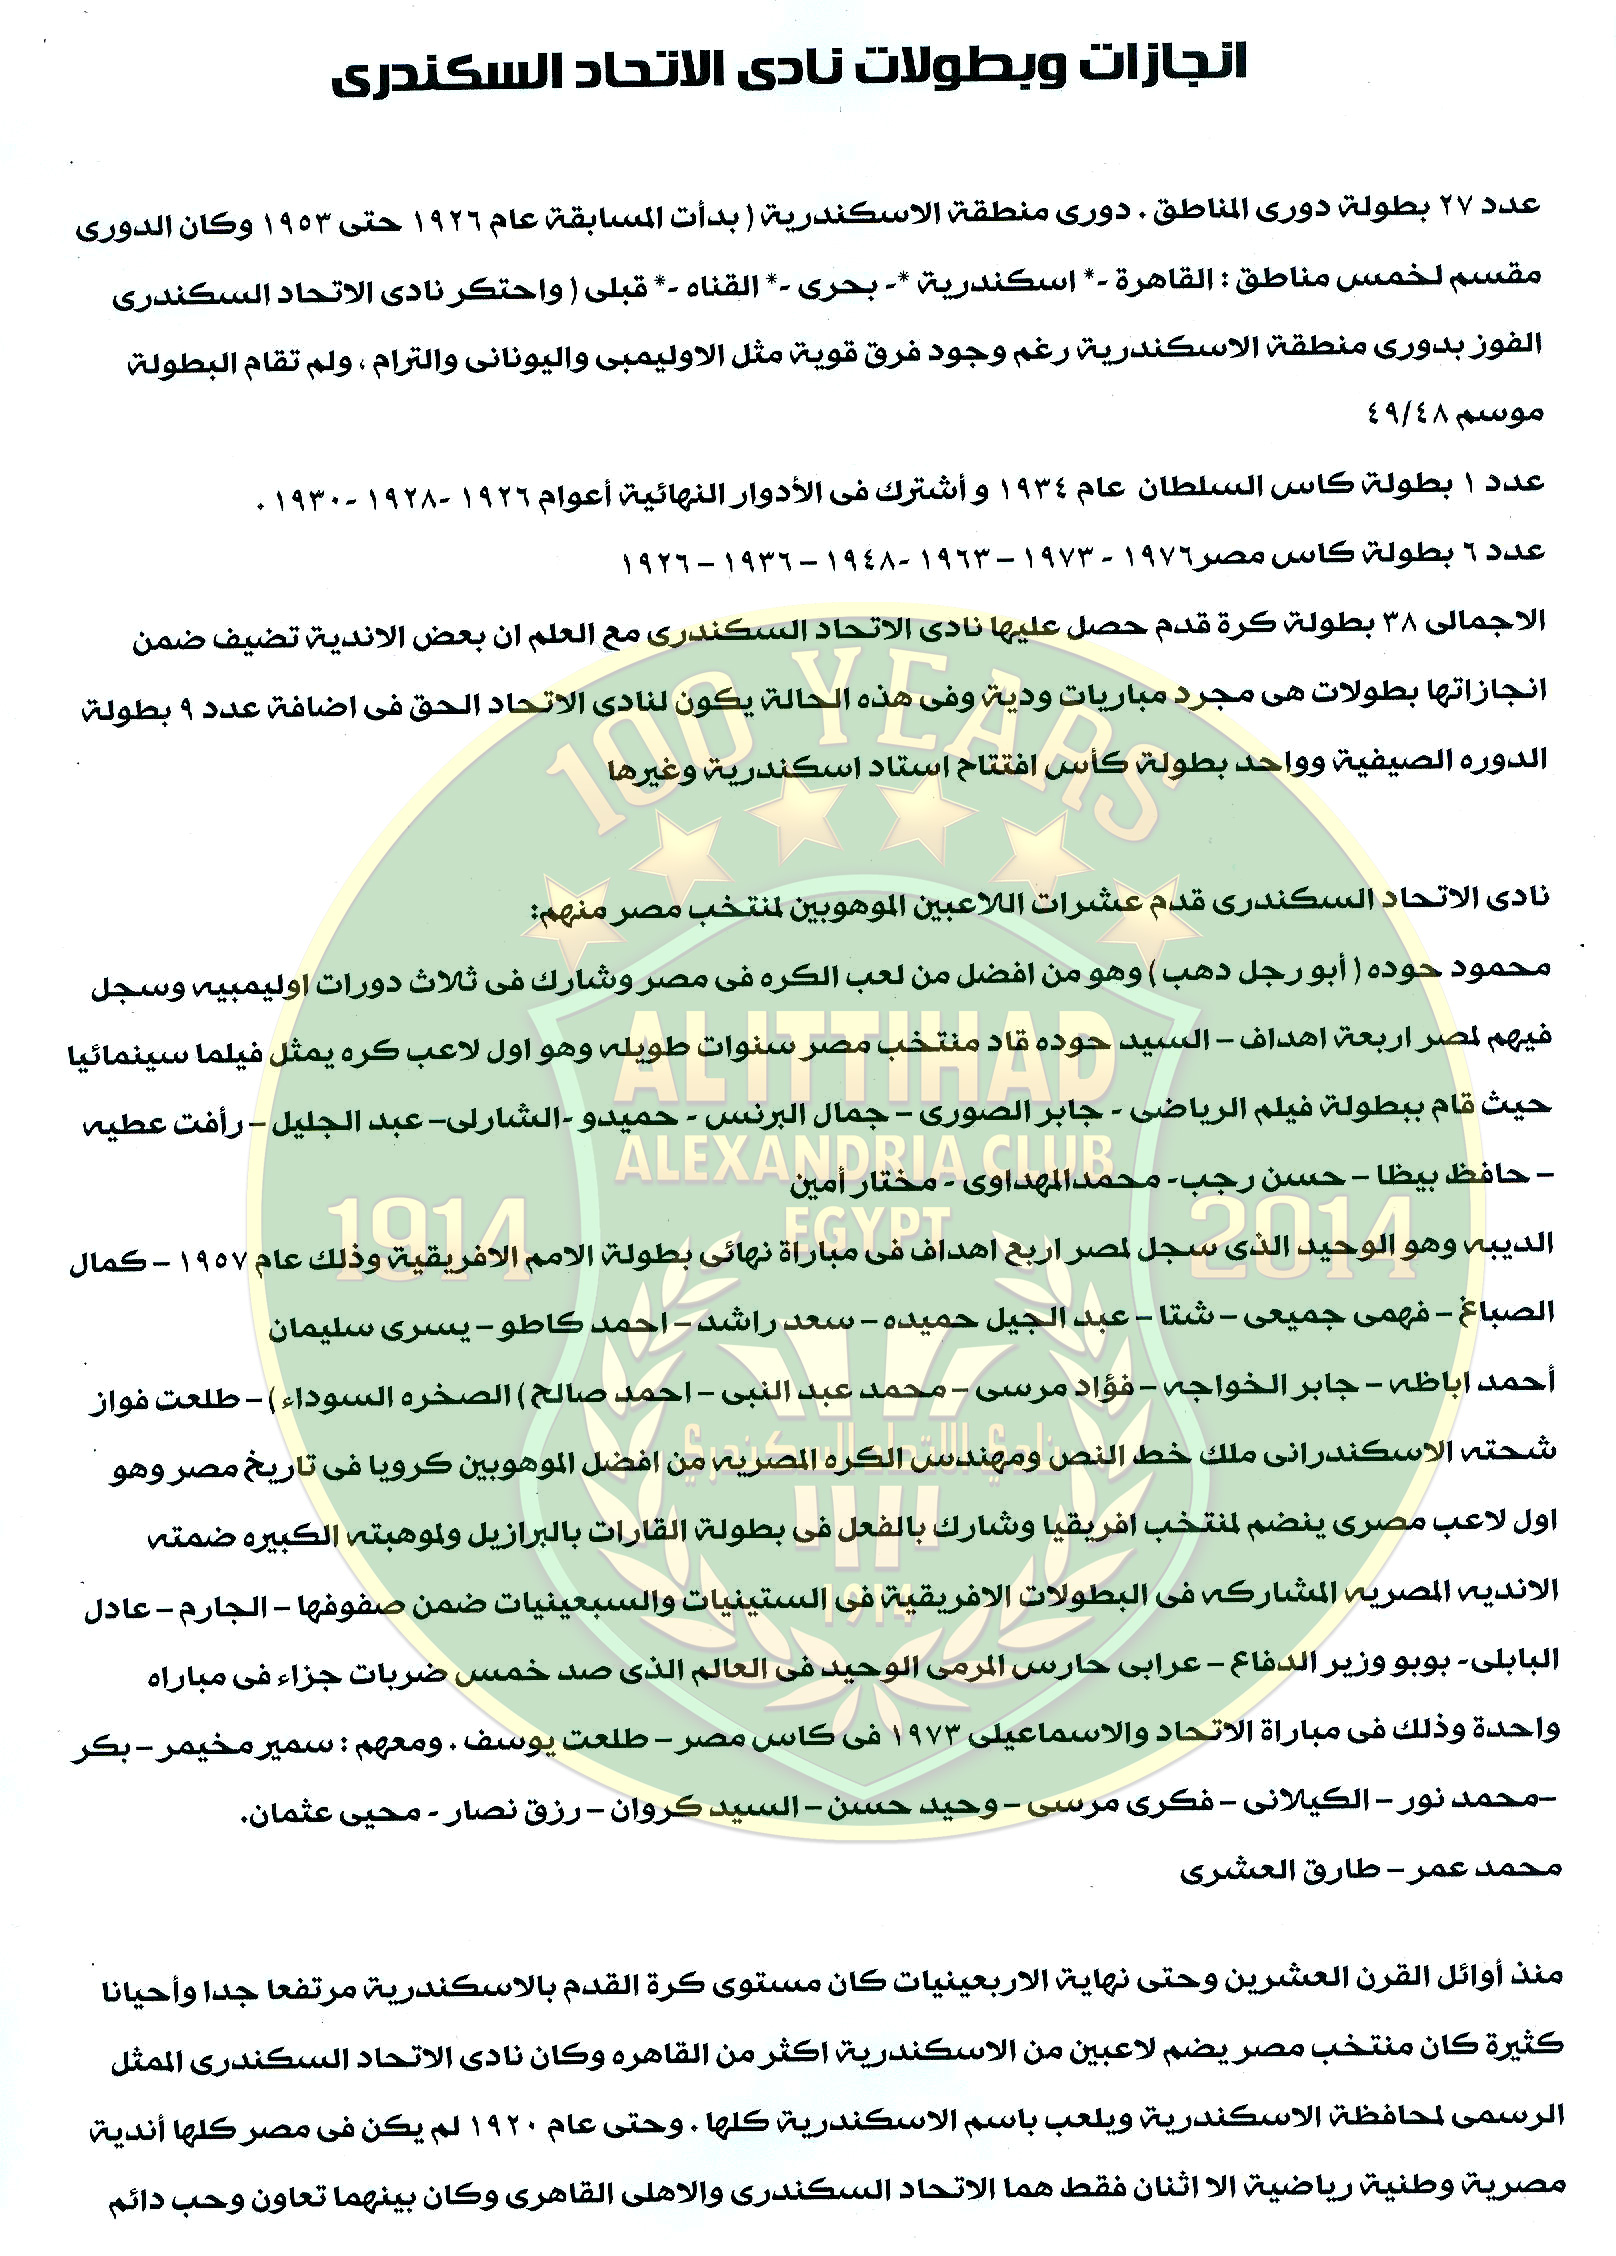 انجازات وبطولات نادى الاتحاد السكندرى
عدد ٢٧ بطولة دورى المناطق . دورى منطقة الاسكندرية ( بدأت المسابقة عام ١٩٢٦ حتى ١٩٥٣ وكان الدورى
مقسم لخمس مناطق : القاهرة -* اسكندرية *- بحرى -* القناه -* قبلى ( واحتكر نادى الاتحاد السكندرى
الفوز بدورى منطقة الاسكندرية رغم وجود فرق قوية مثل الاوليمبى واليونانى والترام ، ولم تقام البطولة
موسم ٤٩/٤٨
عدد ١ بطولة كاس السلطان عام ١٩٣٤ و أشترك فى الأدوار النهائية أعوام ١٩٢٦ -١٩٢٨ -١٩٣٠ .
عدد ٦ بطولة كاس مصر١٩٧٦ - ١٩٧٣ – ١٩٦٣ -١٩٤٨ – ١٩٣٦ – ١٩٢٦
الاجمالى ٣٨ بطولة كرة قدم حصل عليها نادى الاتحاد السكندرى مع العلم ان بعض الاندية تضيف ضمن
انجازاتها بطولات هى مجرد مباريات ودية وفى هذه الحالة يكون لنادى الاتحاد الحق فى اضافة عدد ٩ بطولة
الدوره الصيفية وواحد بطولة كأس افتتاح استاد اسكندرية وغيرها
نادى الاتحاد السكندرى قدم عشرات اللاعبين الموهوبين لمنتخب مصر منهم:
محمود حوده ( أبو رجل دهب ) وهو من افضل من لعب الكره فى مصر وشارك فى ثلاث دورات اوليمبيه وسجل
فيهم لمصر اربعة اهداف – السيد حوده قاد منتخب مصر سنوات طويله وهو اول لاعب كره يمثل فيلما سينمائيا
حيث قام ببطولة فيلم الرياضى - جابر الصورى – جمال البرنس - حميدو -الشارلى– عبد الجليل – رأفت عطيه
– حافظ بيظا – حسن رجب- محمدالمهداوى - مختار أمين
الديبه وهو الوحيد الذى سجل لمصر اربع اهداف فى مباراة نهائى بطولة الامم الافريقية وذلك عام ١٩٥٧ – كمال
الصباغ – فهمى جميعى – شتا – عبد الجيل حميده – سعد راشد – احمد كاطو – يسرى سليمان
أحمد اباظه – جابر الخواجه – فؤاد مرسى – محمد عبد النبى – احمد صالح ) الصخره السوداء ) – طلعت فواز
شحته الاسكندرانى ملك خط النص ومهندس الكره المصريه من افضل الموهوبين كرويا فى تاريخ مصر وهو
اول لاعب مصرى ينضم لمنتخب افريقيا وشارك بالفعل فى بطولة القارات بالبرازيل ولموهبته الكبيره ضمته
الانديه المصريه المشاركه فى البطولات الافريقية فى الستينيات والسبعينيات ضمن صفوفها – الجارم – عادل
البابلى- بوبو وزير الدفاع – عرابى حارس المرمى الوحيد فى العالم الذى صد خمس ضربات جزاء فى مباراه
واحدة وذلك فى مباراة الاتحاد والاسماعيلى ١٩٧٣ فى كاس مصر – طلعت يوسف . ومعهم : سمير مخيمر – بكر
–محمد نور – الكيلانى – فكرى مرسى – وحيد حسن – السيد كروان – رزق نصار - محيى عثمان.
محمد عمر – طارق العشرى
منذ أوائل القرن العشرين وحتى نهاية الاربعينيات كان مستوى كرة القدم بالاسكندرية مرتفعا جدا وأحيانا
كثيرة كان منتخب مصر يضم لاعبين من الاسكندرية اكثر من القاهره وكان نادى الاتحاد السكندرى الممثل
الرسمى لمحافظة الاسكندرية ويلعب باسم الاسكندرية كلها . وحتى عام ١٩٢٠ لم يكن فى مصر كلها أندية
مصرية وطنية رياضية الا اثنان فقط هما الاتحاد السكندرى والاهلى القاهرى وكان بينهما تعاون وحب دائم
100 YEARS
ALITTIHAD
ALEXANDRIA CLUB
EGYPT
1914
2014
نادي الاتحاد السكندري
1914